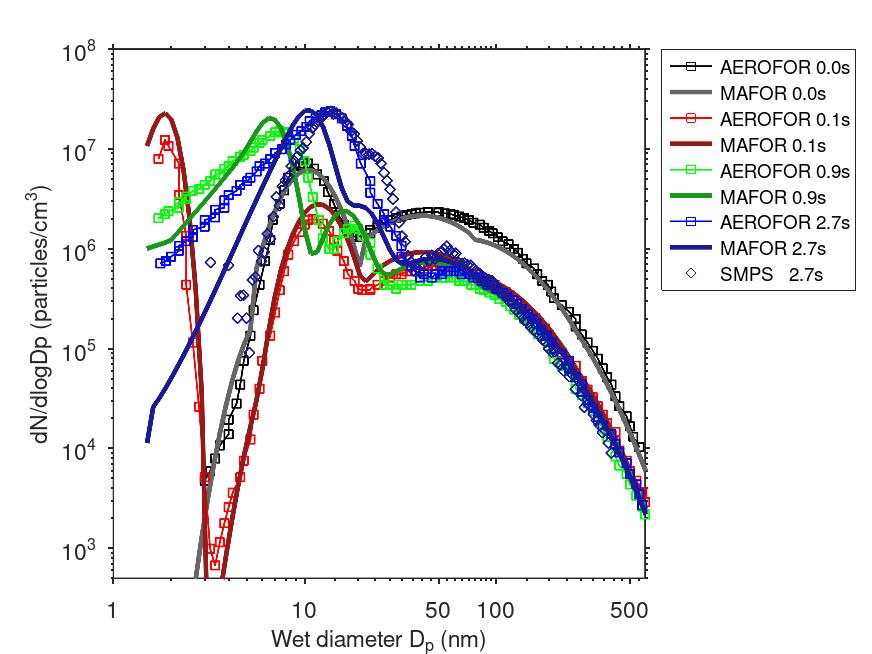 10^8
10^7
10^6
10^5
10^4
10^3
dN/dlogDp (particles/cm^3)
1 10 50 100 500
Wet diameter D_p (nm)
AEROFOR 0.0s
MAFOR 0.0s
AEROFOR 0.1s
MAFOR 0.1s
AEROFOR 0.9s
MAFOR 0.9s
AEROFOR 2.7s
MAFOR 2.7s
SMPS 2.7s